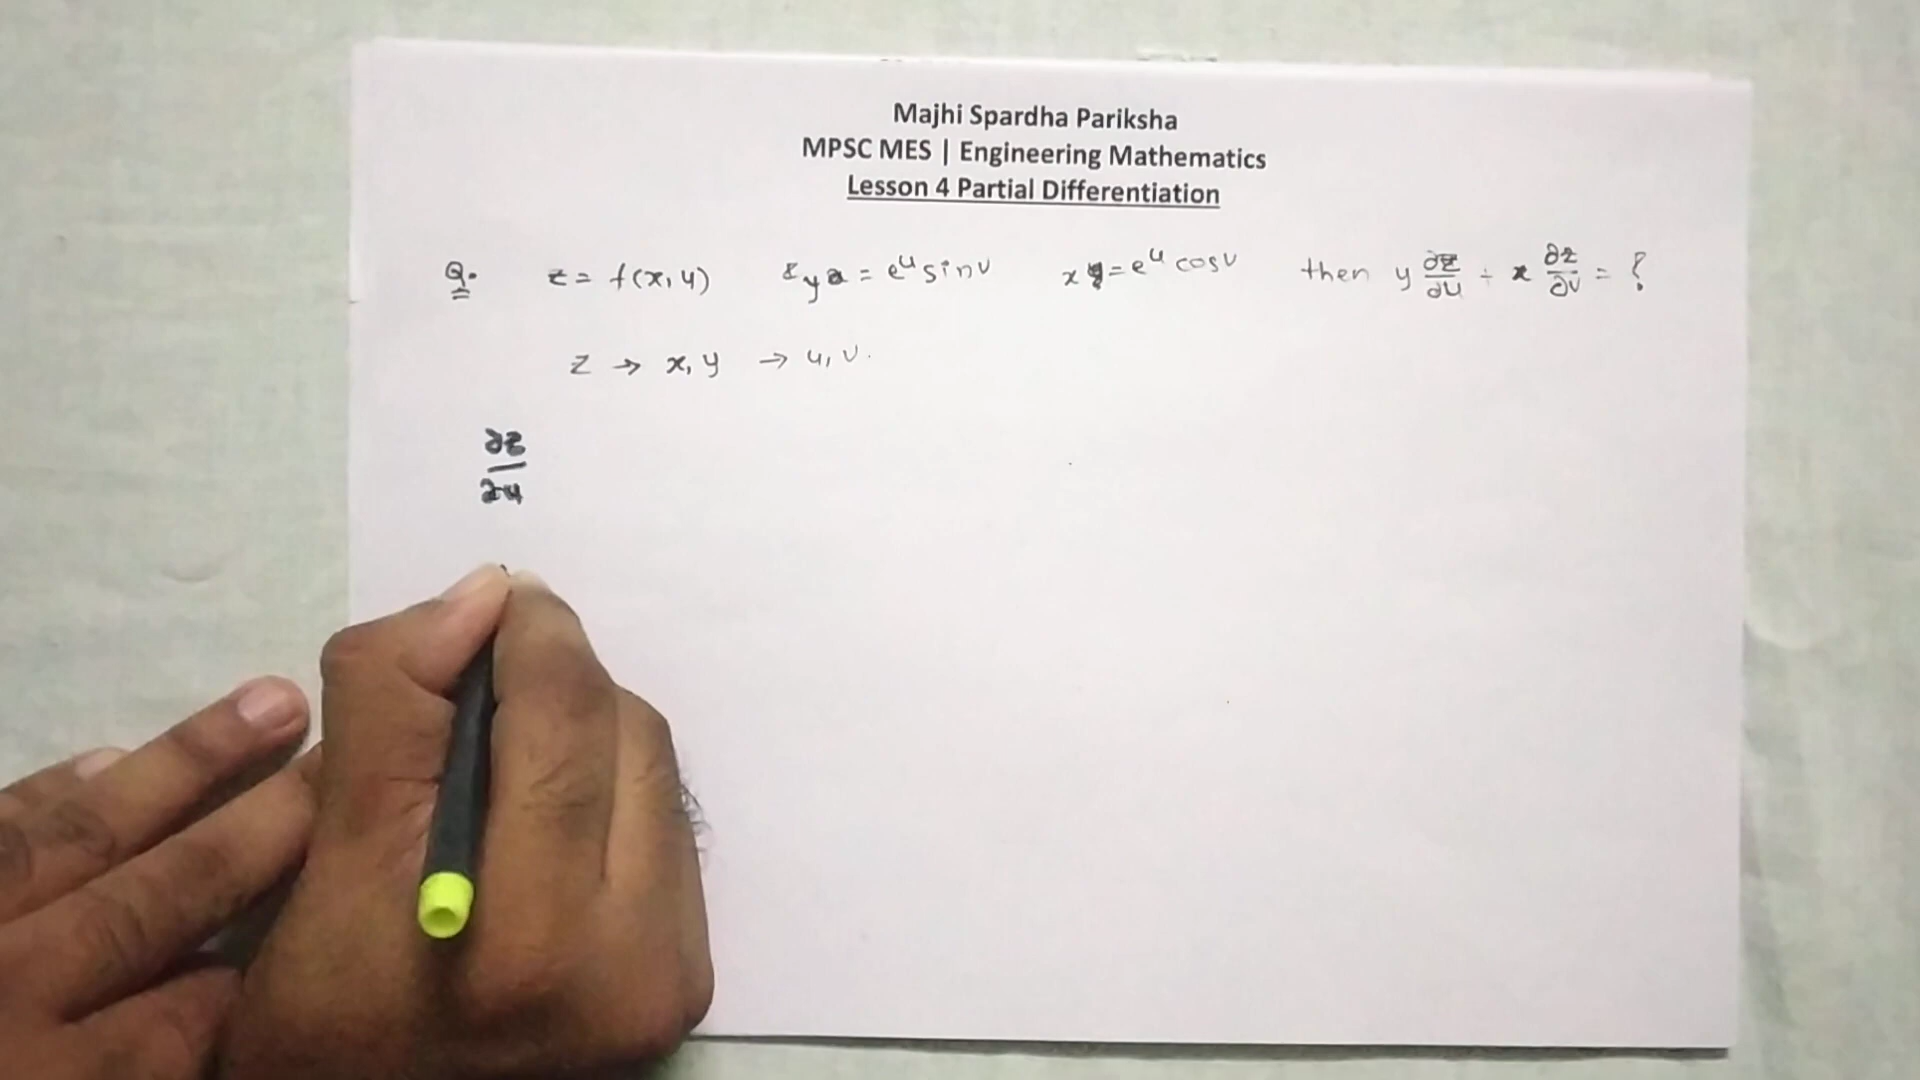 Majhi Spardha Pariksha
MPSC MES | Engineering Mathematics
Lesson 4 Partial Differentiation
Q. z = f(x, y) y = e^u sin v x = e^u cos v then y ∂z/∂u + x ∂z/∂v = ?
z → x, y → u, v.
∂z/∂u